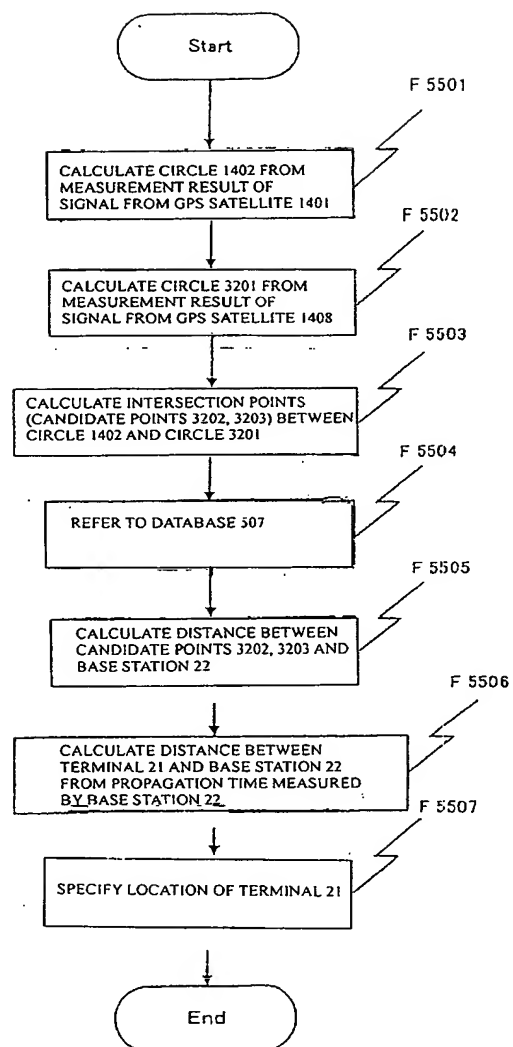 Start
F 5501
CALCULATE CIRCLE 1402 FROM
MEASUREMENT RESULT OF
SIGNAL FROM GPS SATELLITE 1401
F 5502
CALCULATE CIRCLE 3201 FROM
MEASUREMENT RESULT OF
SIGNAL FROM GPS SATELLITE 1408
F 5503
CALCULATE INTERSECTION POINTS
(CANDIDATE POINTS 3202, 3203) BETWEEN
CIRCLE 1402 AND CIRCLE 3201
F 5504
REFER TO DATABASE 507
F 5505
CALCULATE DISTANCE BETWEEN
CANDIDATE POINTS 3202, 3203 AND
BASE STATION 22
F 5506
CALCULATE DISTANCE BETWEEN
TERMINAL 21 AND BASE STATION 22
FROM PROPAGATION TIME MEASURED
BY BASE STATION 22
F 5507
SPECIFY LOCATION OF TERMINAL 21
End